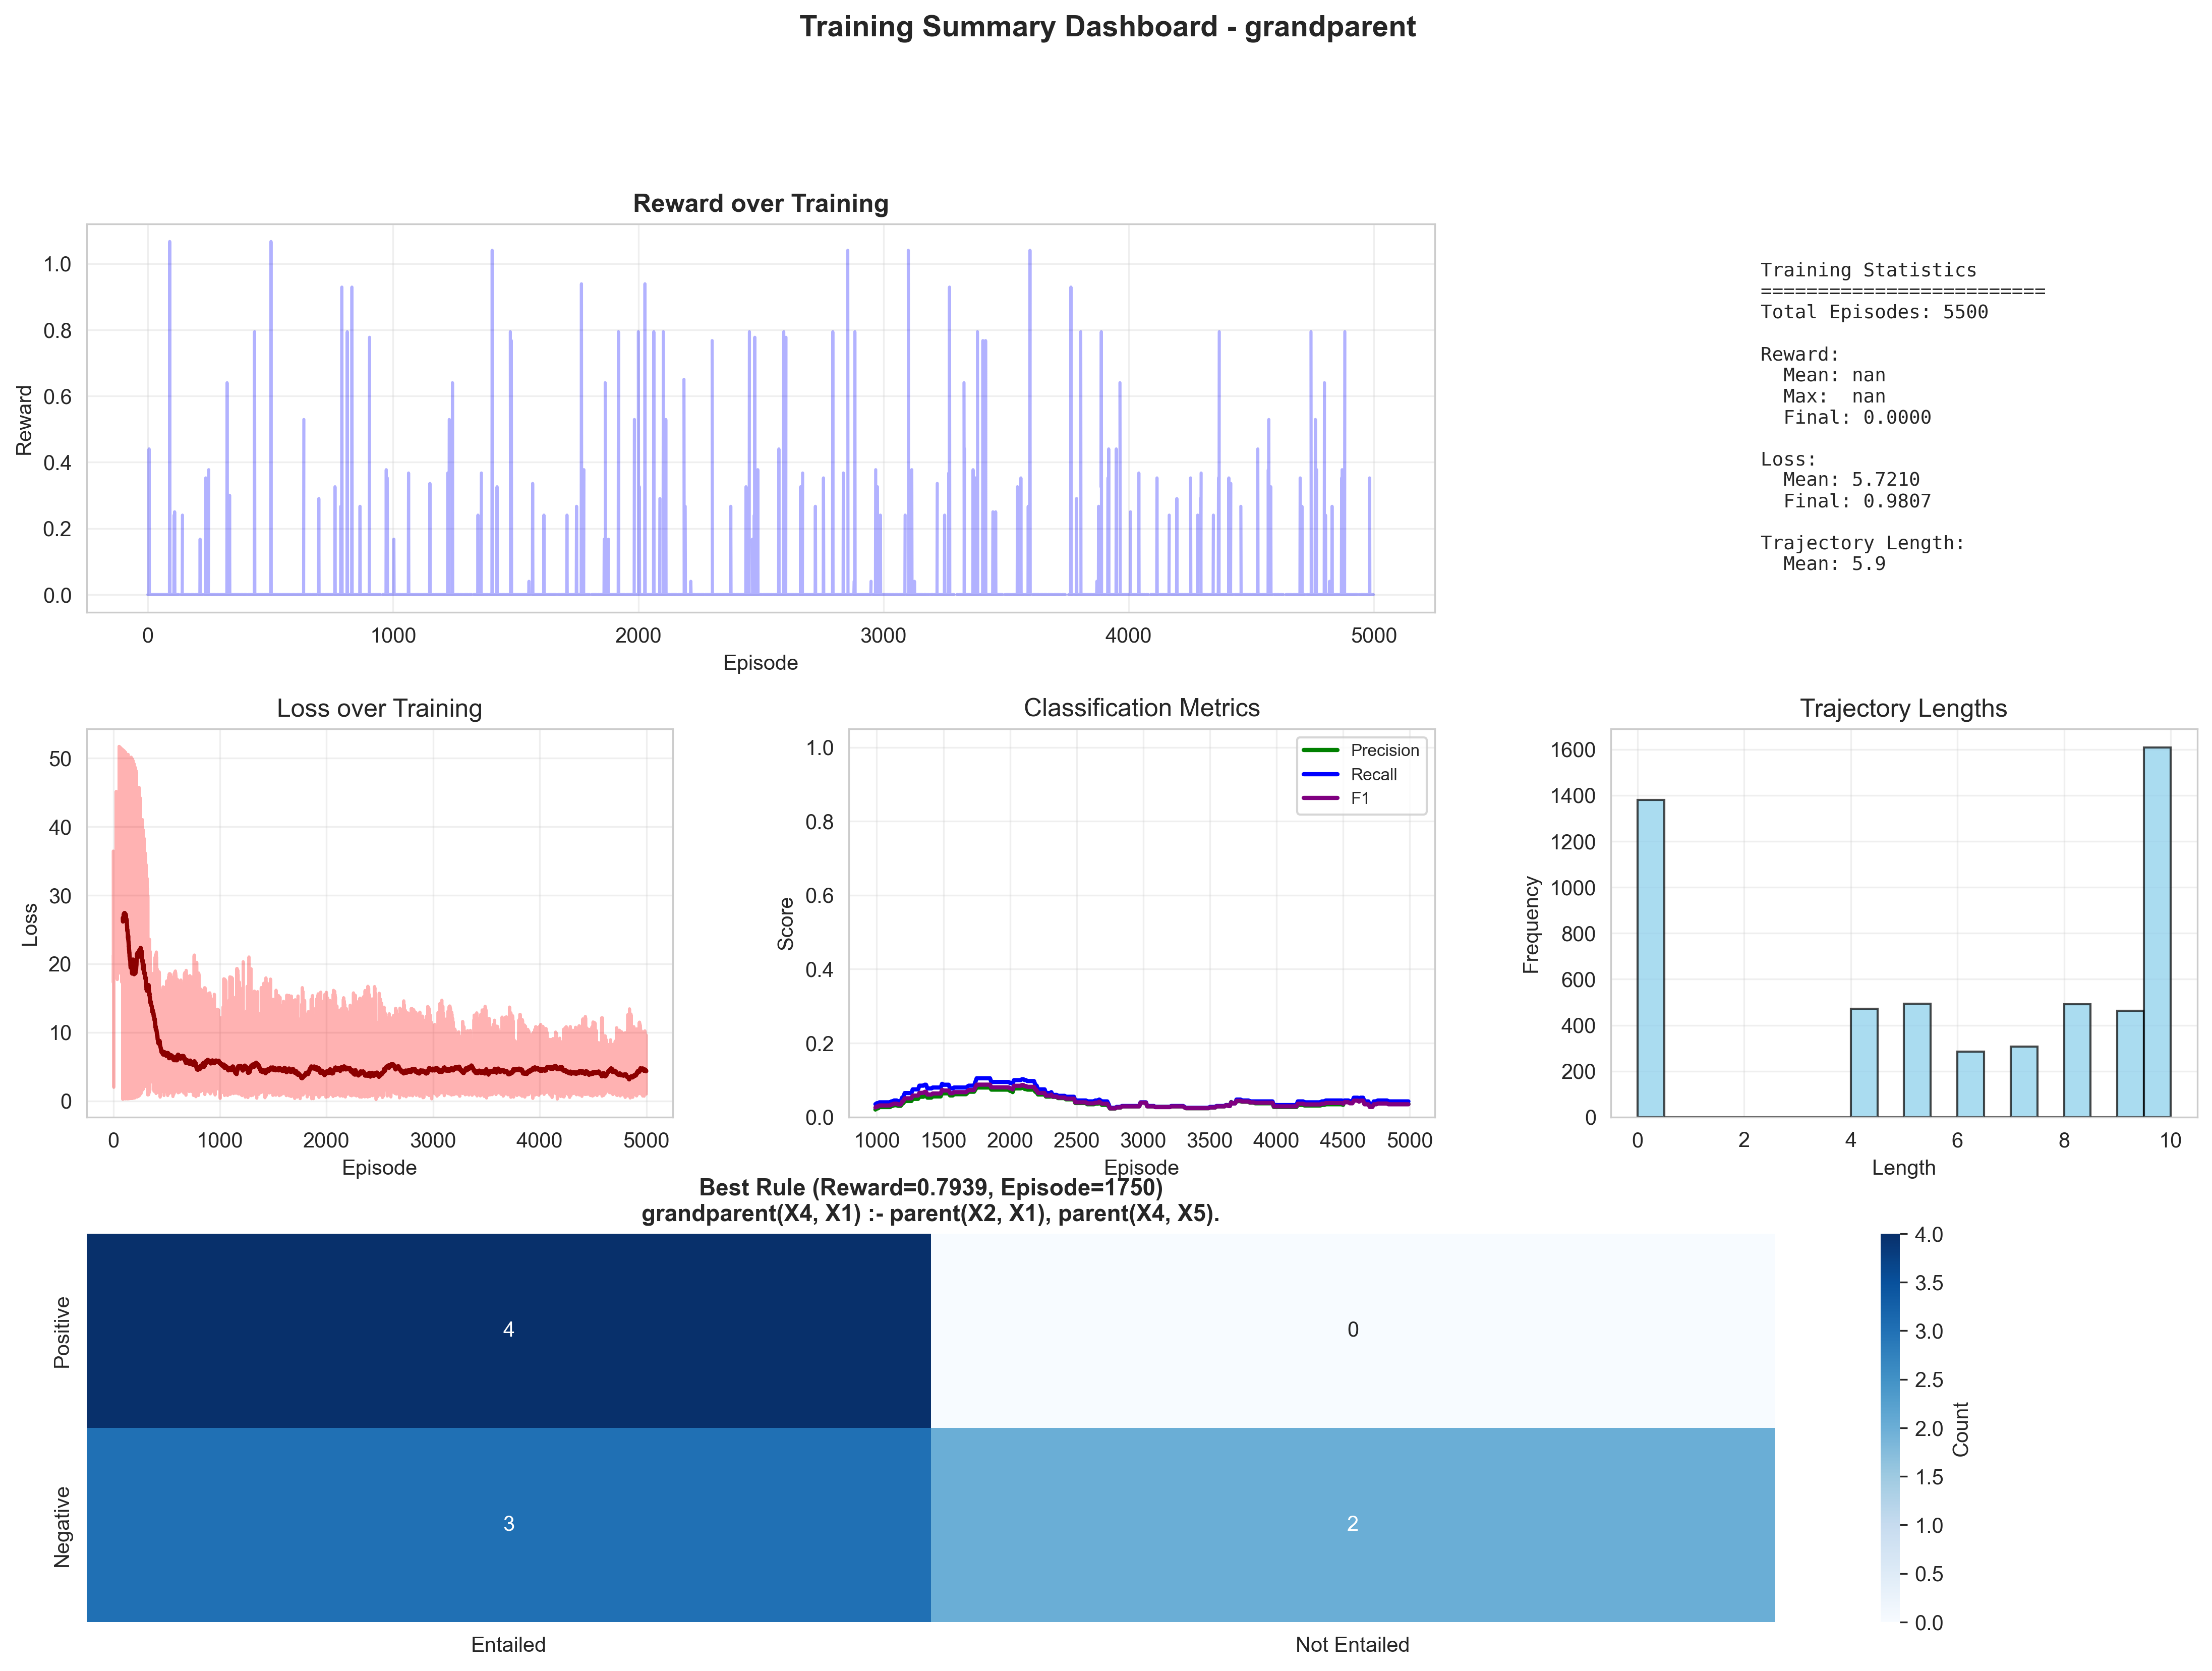 Training Summary Dashboard - grandparent
Reward over Training
Reward
1.0
0.8
0.6
0.4
0.2
0.0
0 1000 2000 3000 4000 5000
Episode
Training Statistics
=========================
Total Episodes: 5500
Reward:
Mean: nan
Max: nan
Final: 0.0000
Loss:
Mean: 5.7210
Final: 0.9807
Trajectory Length:
Mean: 5.9
Loss over Training
Loss
50
40
30
20
10
0
0 1000 2000 3000 4000 5000
Episode
Classification Metrics
Score
1.0
0.8
0.6
0.4
0.2
0.0
Precision
Recall
F1
1000 1500 2000 2500 3000 3500 4000 4500 5000
Episode
Trajectory Lengths
Frequency
1600
1400
1200
1000
800
600
400
200
0
0 2 4 6 8 10
Length
Best Rule (Reward=0.7939, Episode=1750)
grandparent(X4, X1) :- parent(X2, X1), parent(X4, X5).
Positive
4 0
Negative
3 2
Entailed Not Entailed
4.0
3.5
3.0
2.5
2.0
1.5
1.0
0.5
0.0
Count